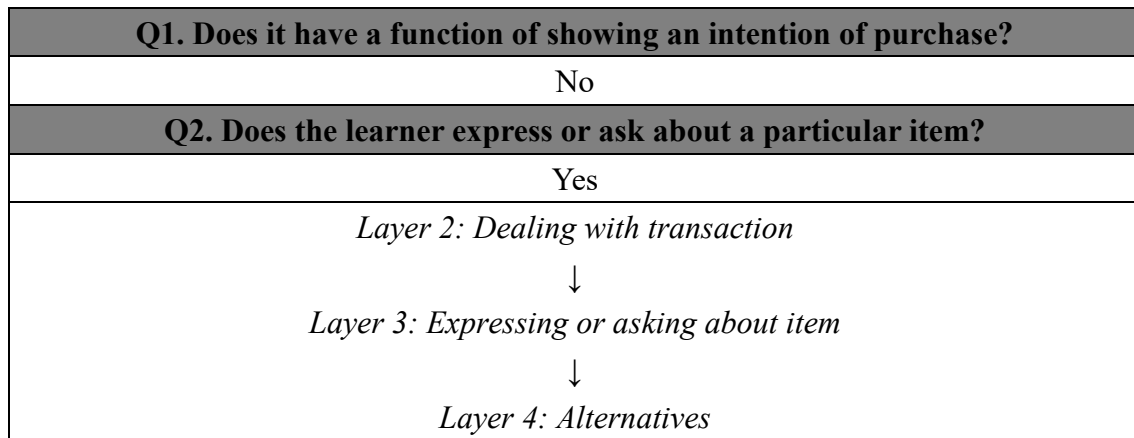 Q1. Does it have a function of showing an intention of purchase?
No
Q2. Does the learner express or ask about a particular item?
Yes
Layer 2: Dealing with transaction
↓
Layer 3: Expressing or asking about item
↓
Layer 4: Alternatives